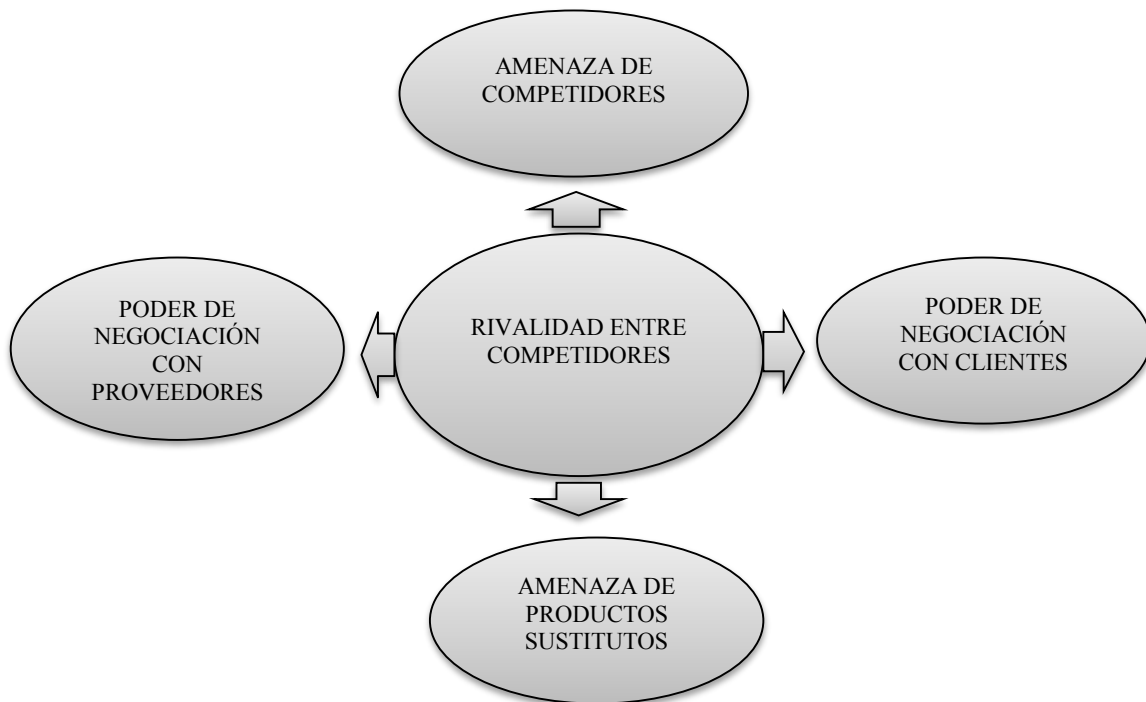 AMENAZA DE
COMPETIDORES
PODER DE
NEGOCIACIÓN
CON
PROVEEDORES
RIVALIDAD ENTRE
COMPETIDORES
PODER DE
NEGOCIACIÓN
CON CLIENTES
AMENAZA DE
PRODUCTOS
SUSTITUTOS